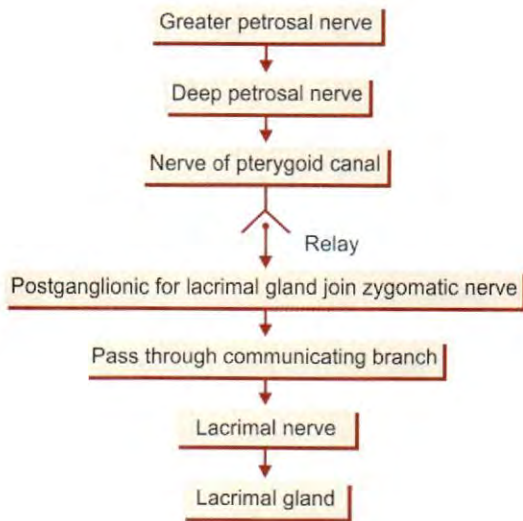 Greater petrosal nerve
Deep petrosal nerve
Nerve of pterygoid canal
Relay
Postganglionic for lacrimal gland join zygomatic nerve
Pass through communicating branch
Lacrimal nerve
Lacrimal gland